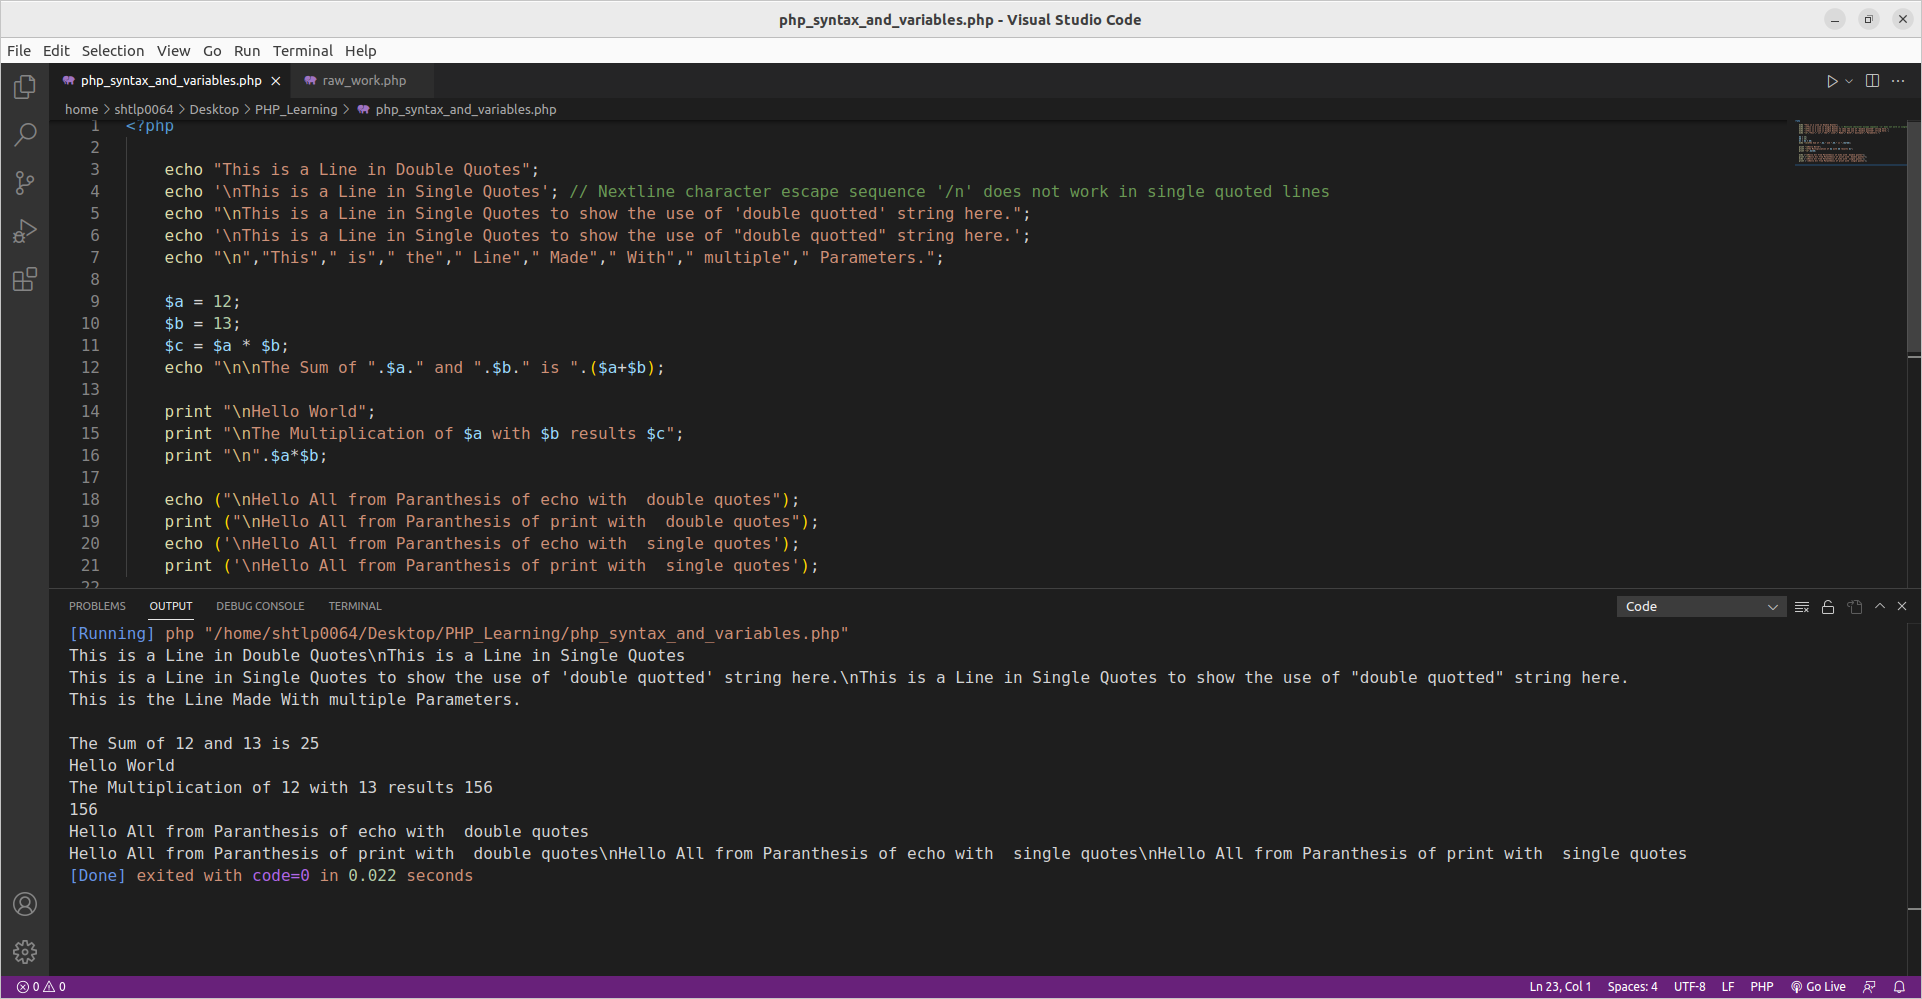 php_syntax_and_variables.php - Visual Studio Code
File Edit Selection View Go Run Terminal Help
php_syntax_and_variables.php raw_work.php
home > shtlp0064 > Desktop > PHP_Learning > php_syntax_and_variables.php
1 <?php
2
3 echo "This is a Line in Double Quotes";
4 echo '\nThis is a Line in Single Quotes'; // Nextline character escape sequence '/n' does not work in single quoted lines
5 echo "\nThis is a Line in Single Quotes to show the use of 'double quotted' string here.";
6 echo '\nThis is a Line in Single Quotes to show the use of "double quotted" string here.';
7 echo "\n","This"," is"," the"," Line"," Made"," With"," multiple"," Parameters.";
8
9 $a = 12;
10 $b = 13;
11 $c = $a * $b;
12 echo "\n\nThe Sum of ".$a." and ".$b." is ".($a+$b);
13
14 print "\nHello World";
15 print "\nThe Multiplication of $a with $b results $c";
16 print "\n".$a*$b;
17
18 echo ("\nHello All from Paranthesis of echo with  double quotes");
19 print ("\nHello All from Paranthesis of print with  double quotes");
20 echo ('\nHello All from Paranthesis of echo with  single quotes');
21 print ('\nHello All from Paranthesis of print with  single quotes');
22
PROBLEMS OUTPUT DEBUG CONSOLE TERMINAL Code
[Running] php "/home/shtlp0064/Desktop/PHP_Learning/php_syntax_and_variables.php"
This is a Line in Double Quotes\nThis is a Line in Single Quotes
This is a Line in Single Quotes to show the use of 'double quotted' string here.\nThis is a Line in Single Quotes to show the use of "double quotted" string here.
This is the Line Made With multiple Parameters.

The Sum of 12 and 13 is 25
Hello World
The Multiplication of 12 with 13 results 156
156
Hello All from Paranthesis of echo with  double quotes
Hello All from Paranthesis of print with  double quotes\nHello All from Paranthesis of echo with  single quotes\nHello All from Paranthesis of print with  single quotes
[Done] exited with code=0 in 0.022 seconds
0 0 Ln 23, Col 1 Spaces: 4 UTF-8 LF PHP Go Live